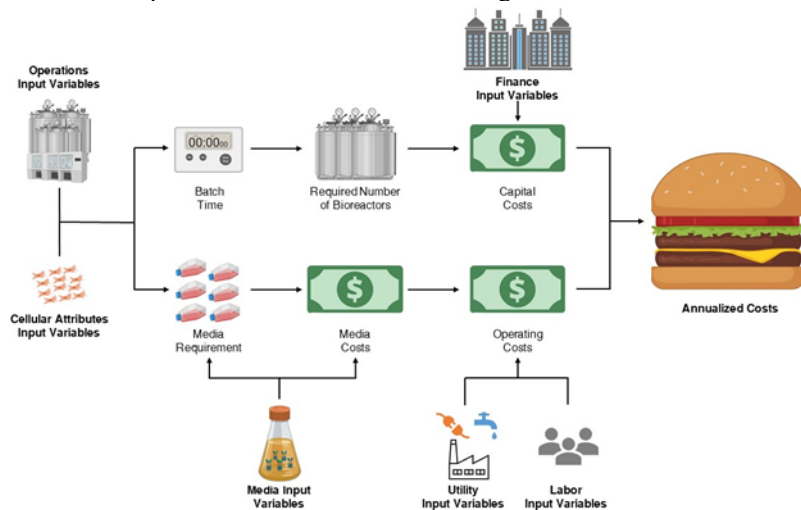 Operations
Input Variables
Finance
Input Variables
00:00 00
$
Batch
Time
Required Number
of Bioreactors
Capital
Costs
$
$
Cellular Attributes
Input Variables
Media
Requirement
Media
Costs
Operating
Costs
Annualized Costs
Media Input
Variables
Utility
Input Variables
Labor
Input Variables